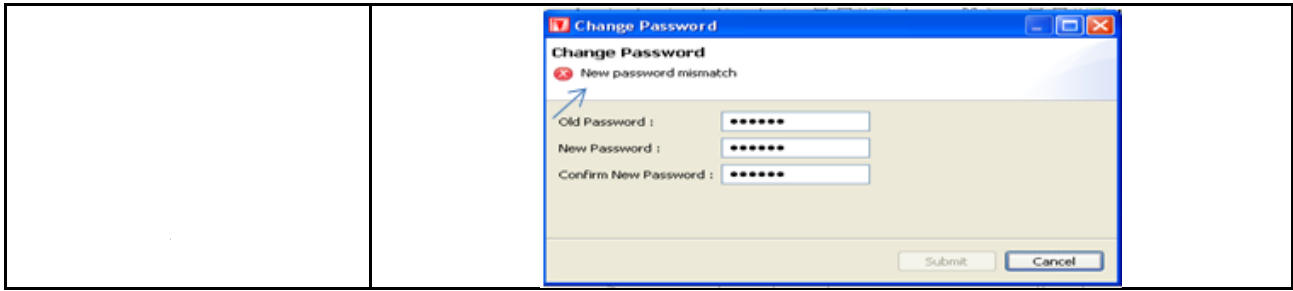 Change Password
Change Password
New password mismatch
Old Password : ●●●●●●
New Password : ●●●●●●
Confirm New Password : ●●●●●●
Submit Cancel